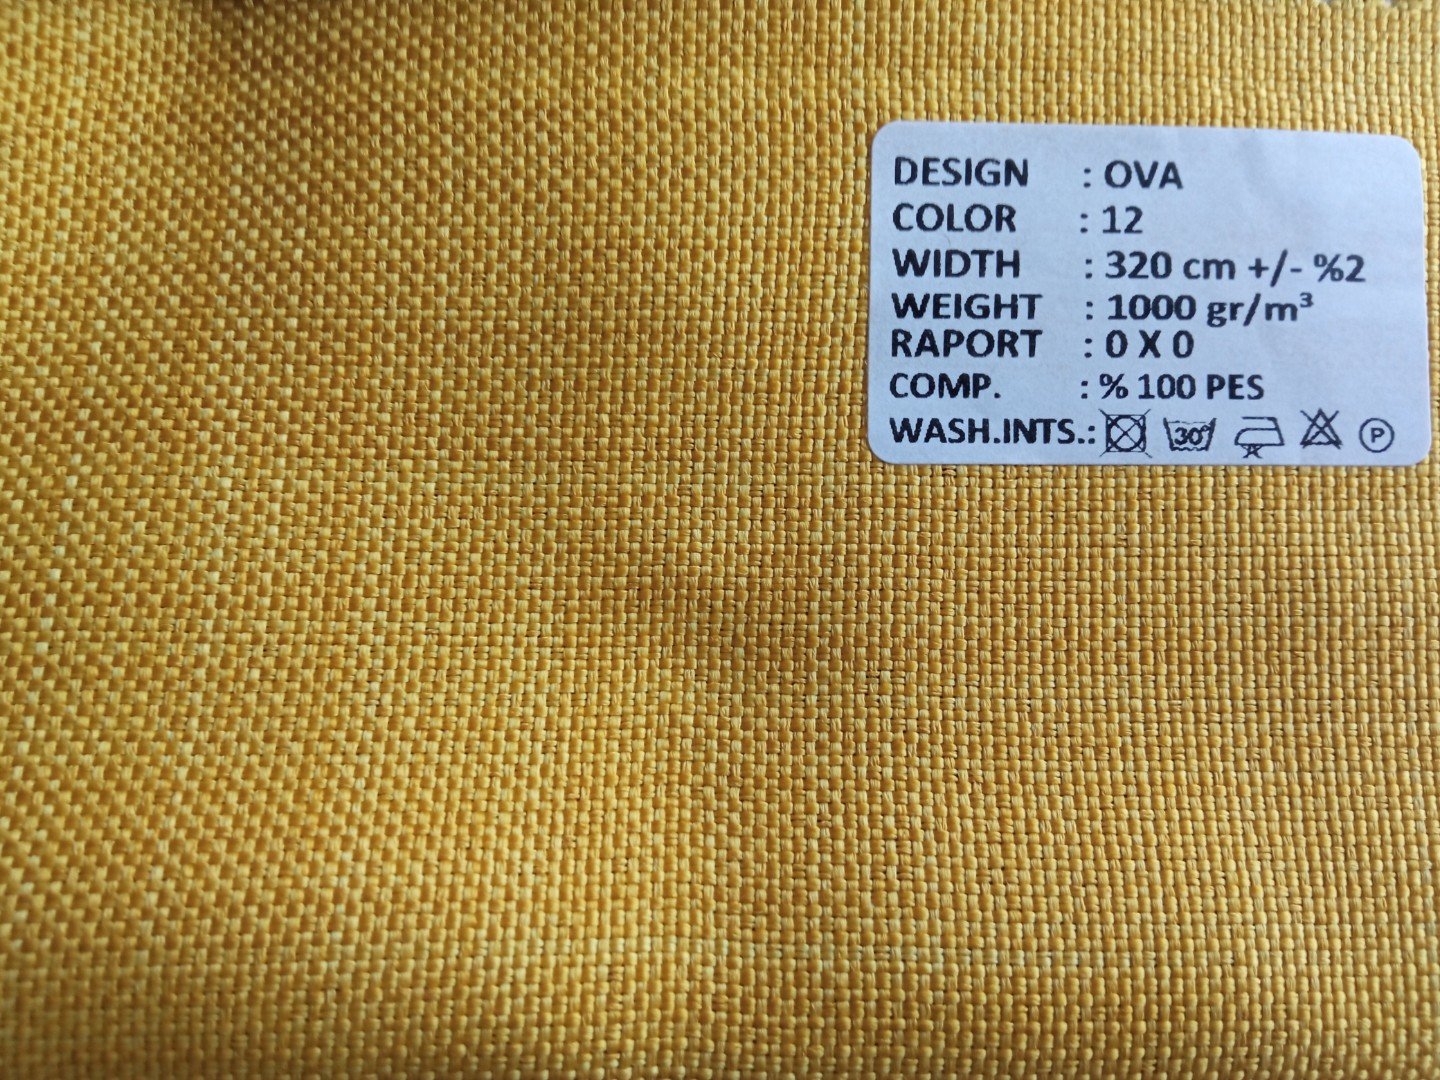 DESIGN : OVA
COLOR : 12
WIDTH : 320 cm +/- %2
WEIGHT : 1000 gr/m³
RAPORT : 0 X 0
COMP. : % 100 PES
WASH.INTS.: 30° P